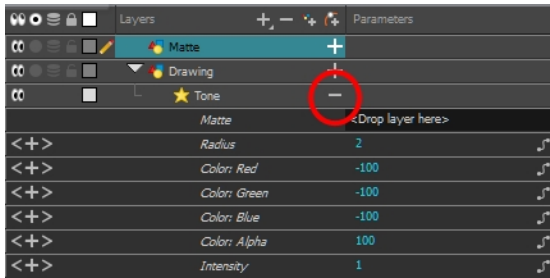 Layers Parameters
Matte
Drawing
Tone
Matte <Drop layer here>
Radius 2
Color: Red -100
Color: Green -100
Color: Blue -100
Color: Alpha 100
Intensity 1